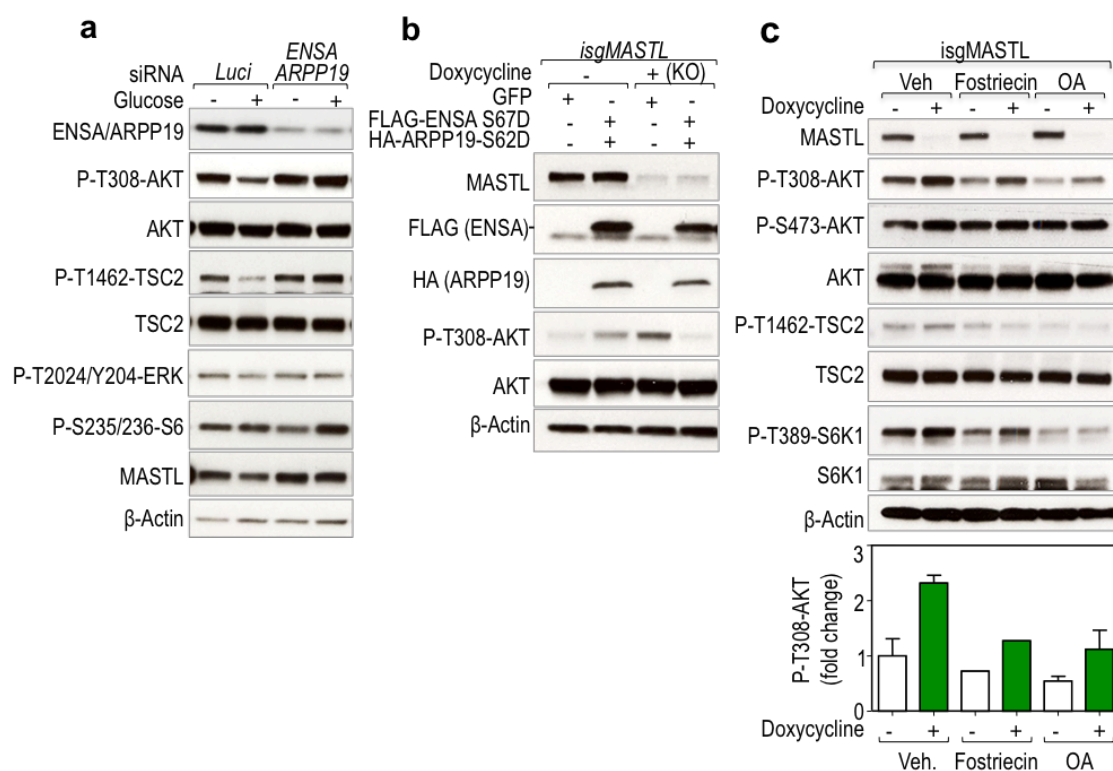 a
siRNA Luci ENSA ARPP19
Glucose - + - +
ENSA/ARPP19
P-T308-AKT
AKT
P-T1462-TSC2
TSC2
P-T2024/Y204-ERK
P-S235/236-S6
MASTL
β-Actin
b
isgMASTL
Doxycycline - + (KO)
GFP + - + -
FLAG-ENSA S67D - + - +
HA-ARPP19-S62D - + - +
MASTL
FLAG (ENSA)-
HA (ARPP19)
P-T308-AKT
AKT
β-Actin
c
isgMASTL
Veh Fostriecin OA
Doxycycline - + - + - +
MASTL
P-T308-AKT
P-S473-AKT
AKT
P-T1462-TSC2
TSC2
P-T389-S6K1
S6K1
β-Actin
P-T308-AKT
(fold change)
3
2
1
0
Doxycycline - + - + - +
Veh. Fostriecin OA